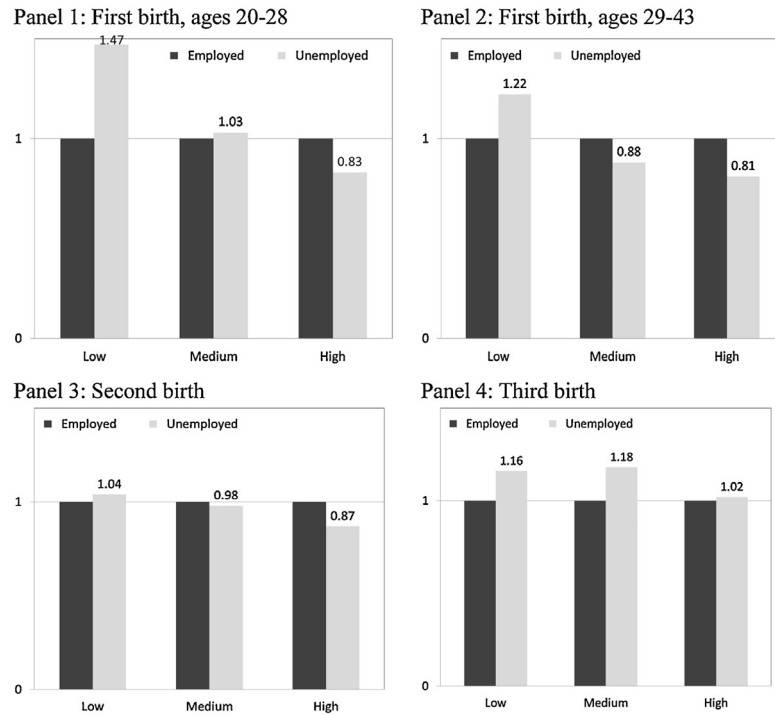 Panel 1: First birth, ages 20-28
1.47
Employed Unemployed
1.03
1
0.83
0
Low Medium High
Panel 2: First birth, ages 29-43
Employed Unemployed
1.22
1
0.88
0.81
0
Low Medium High
Panel 3: Second birth
Employed Unemployed
1.04
0.98
1
0.87
0
Low Medium High
Panel 4: Third birth
Employed Unemployed
1.16
1.18
1.02
1
0
Low Medium High